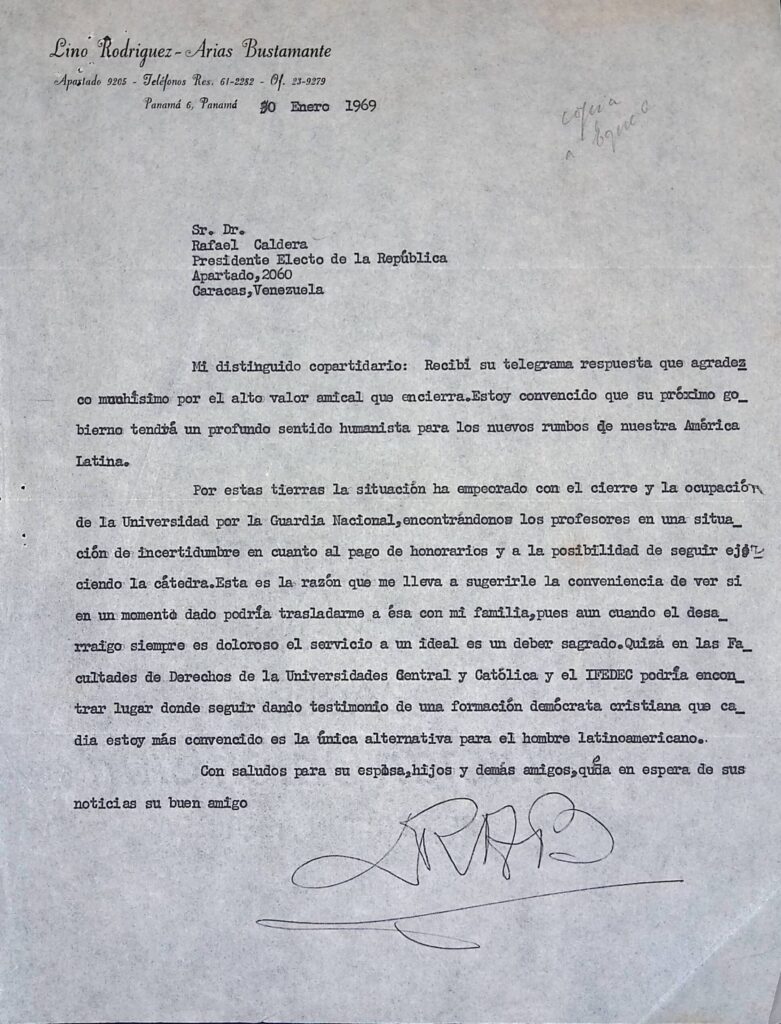 Lino Rodriguez-Arias Bustamante
Apartado 9205 - Teléfonos Res. 61-2282 - Of. 23-9279
Panamá 6, Panamá 30 Enero 1969
copia
a
Sr. Dr.
Rafael Caldera
Presidente Electo de la República
Apartado,2060
Caracas,Venezuela
Mi distinguido copartidario: Recibí su telegrama respuesta que agradez
co muchísimo por el alto valor amical que encierra.Estoy convencido que su próximo go_
bierno tendrá un profundo sentido humanista para los nuevos rumbos de nuestra América
Latina.
Por estas tierras la situación ha empeorado con el cierre y la ocupación
de la Universidad por la Guardia Nacional,encontrándonos los profesores en una situa_
ción de incertidumbre en cuanto al pago de honorarios y a la posibilidad de seguir ejer
ciendo la cátedra.Esta es la razón que me lleva a sugerirle la conveniencia de ver si
en un momento dado podría trasladarme a ésa con mi familia,pues aun cuando el desa_
rraigo siempre es doloroso el servicio a un ideal es un deber sagrado.Quizá en las Fa_
cultades de Derechos de la Universidades Central y Católica y el IFEDEC podría encon_
trar lugar donde seguir dando testimonio de una formación demócrata cristiana que ca_
dia estoy más convencido es la única alternativa para el hombre latinoamericano..
Con saludos para su esposa,hijos y demás amigos,queda en espera de sus
noticias su buen amigo
LRAB